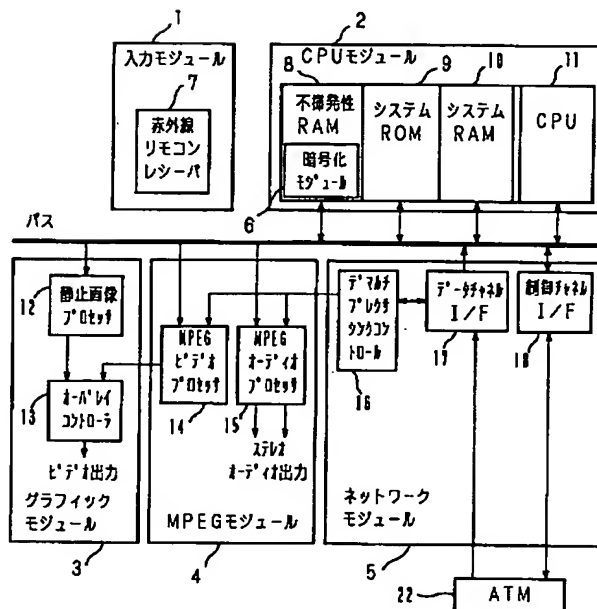 1
入力モジュール
7
赤外線
リモコン
レシーバ
2
CPUモジュール
8
9
10
11
不揮発性
RAM
暗号化
モジュール
6
システム
ROM
システム
RAM
CPU
バス
12
静止画像
プロセッサ
13
オーバレイ
コントローラ
ビデオ出力
グラフィック
モジュール
3
MPEG
ビデオ
プロセッサ
14
MPEG
オーディオ
プロセッサ
15
ステレオ
オーディオ出力
MPEGモジュール
4
デマルチ
プレクサ
シンクコン
トロール
16
データチャネル
I/F
17
制御チャネル
I/F
18
ネットワーク
モジュール
5
22
ATM